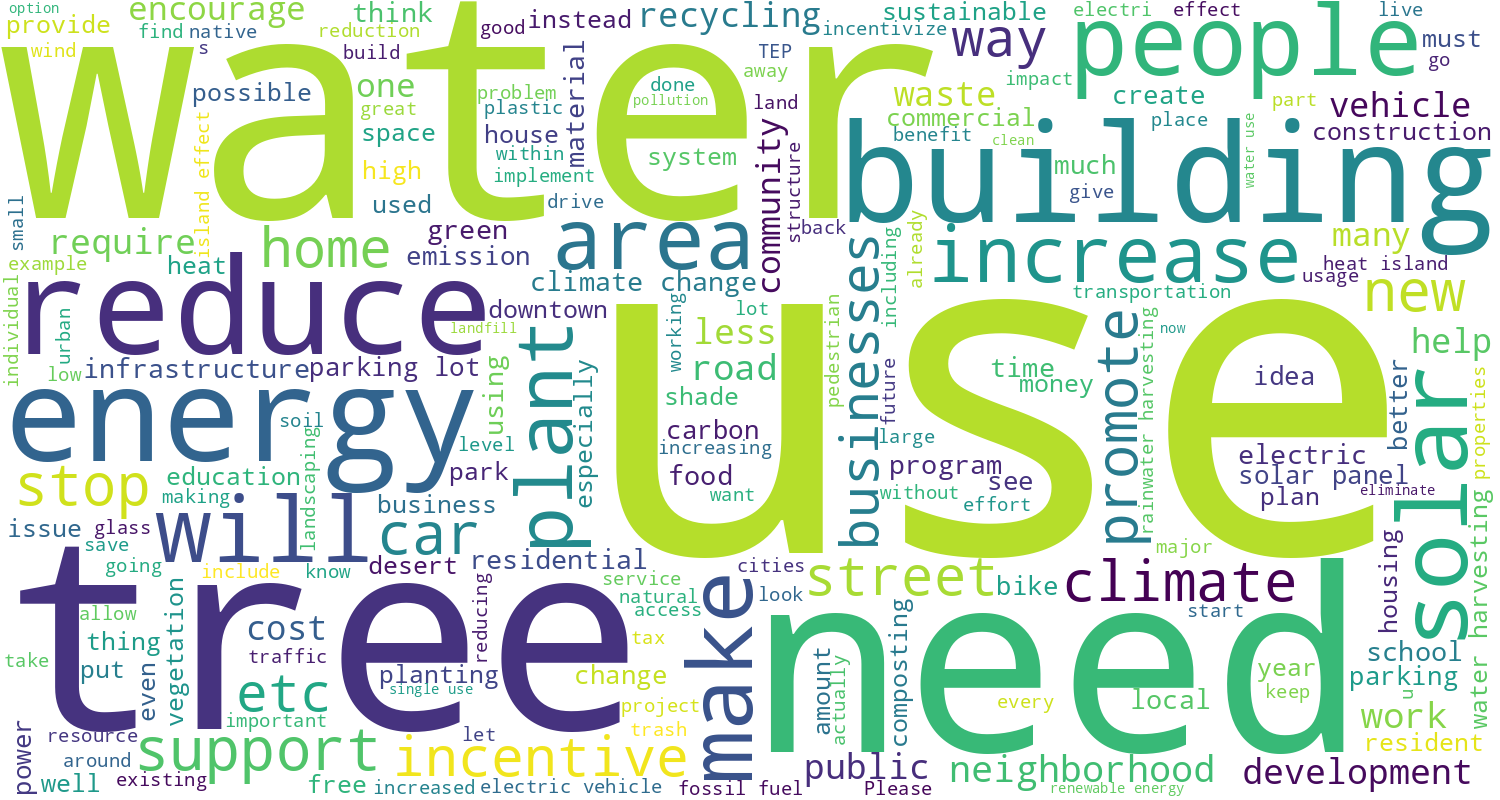 option
encourage
think
instead
recycling
sustainable
electri
effect
live
provide
find
native
reduction
good
incentivize
way
people
must
wind
s
build
TEP
go
water
possible
one
problem
done
away
impact
waste
create
part
vehicle
great
plastic
pollution
land
commercial
place
construction
island effect
space
house
material
system
community
benefit
clean
water use
building
high
within
implement
structure
much
give
small
used
drive
back
require
home
green
area
already
increase
many
example
heat
emission
climate change
including
heat island
usage
reduce
downtown
lot
businesses
transportation
new
individual
urban
landfill
working
less
pedestrian
promote
now
help
low
infrastructure
parking lot
using
plant
road
use
time
money
idea
better
solar
energy
shade
future
rainwater harvesting
properties
soil
level
especially
carbon
increasing
large
electric
stop
education
landscaping
park
food
program
see
solar panel
making
business
want
without
effort
plan
eliminate
issue
glass
will
car
major
save
going
include
know
desert
residential
cities
street
bike
climate
housing
water harvesting
tree
allow
vegetation
reducing
service
natural
access
make
look
composting
need
start
thing
cost
tax
school
take
put
even
traffic
planting
single use
change
amount
actually
year
keep
parking
etc
important
project
every
local
u
power
resource
support
let
incentive
trash
work
resident
around
well
existing
free
increased
electric vehicle
fossil fuel
public
Please
neighborhood
renewable energy
development